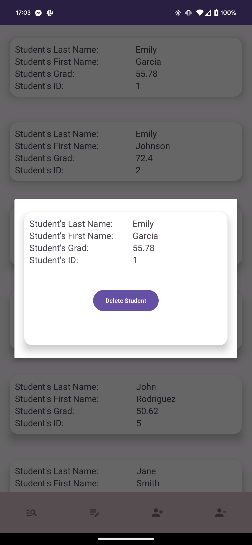 17:03 100%
Student's Last Name: Emily
Student's First Name: Garcia
Student's Grad: 55.78
Student's ID: 1
Student's Last Name: Emily
Student's First Name: Johnson
Student's Grad: 72.4
Student's ID: 2
Student's Last Name: Emily
Student's First Name: Garcia
Student's Grad: 55.78
Student's ID: 1
Delete Student
Student's Last Name: John
Student's First Name: Rodriguez
Student's Grad: 50.62
Student's ID: 5
Student's Last Name: Jane
Student's First Name: Smith